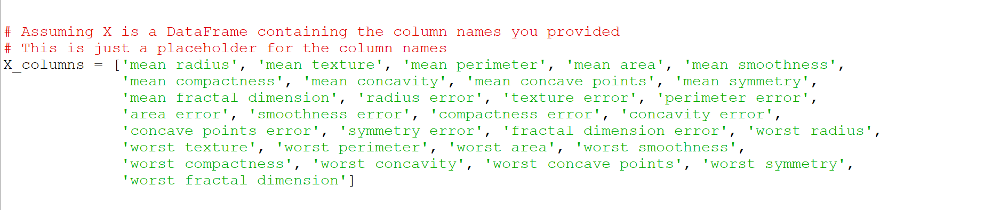 # Assuming X is a DataFrame containing the column names you provided
# This is just a placeholder for the column names
X_columns = ['mean radius', 'mean texture', 'mean perimeter', 'mean area', 'mean smoothness',
'mean compactness', 'mean concavity', 'mean concave points', 'mean symmetry',
'mean fractal dimension', 'radius error', 'texture error', 'perimeter error',
'area error', 'smoothness error', 'compactness error', 'concavity error',
'concave points error', 'symmetry error', 'fractal dimension error', 'worst radius',
'worst texture', 'worst perimeter', 'worst area', 'worst smoothness',
'worst compactness', 'worst concavity', 'worst concave points', 'worst symmetry',
'worst fractal dimension']